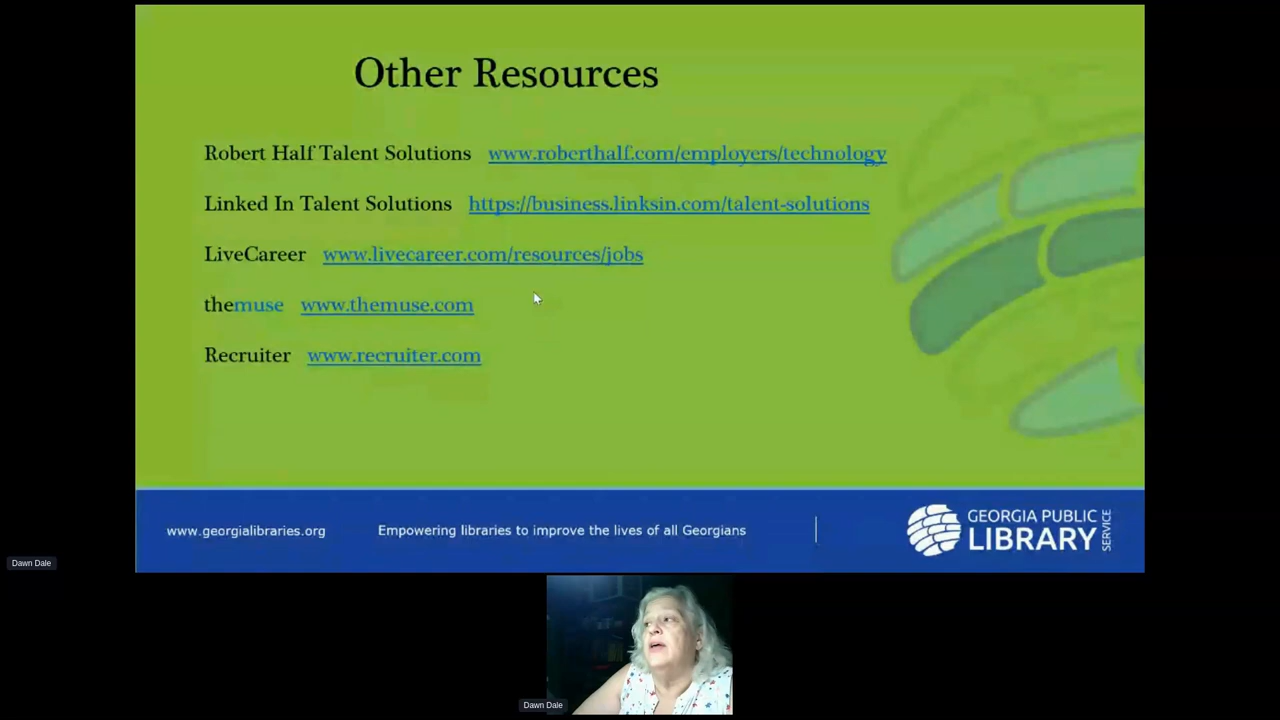 Other Resources
Robert Half Talent Solutions www.roberthalf.com/employers/technology
Linked In Talent Solutions https://business.linksin.com/talent-solutions
LiveCareer www.livecareer.com/resources/jobs
themuse www.themuse.com
Recruiter www.recruiter.com
www.georgialibraries.org Empowering libraries to improve the lives of all Georgians
GEORGIA PUBLIC
LIBRARY
SERVICE
Dawn Dale
Dawn Dale